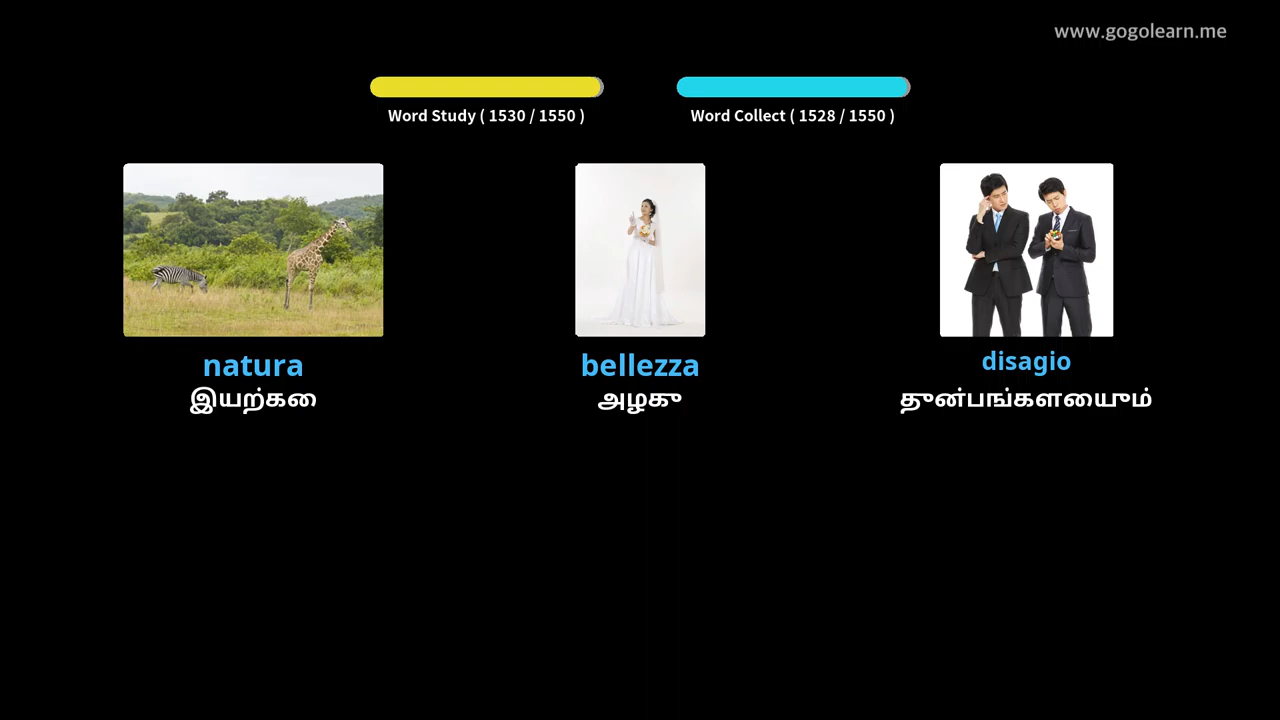 www.gogolearn.me
Word Study ( 1530 / 1550 )
Word Collect ( 1528 / 1550 )
natura
bellezza
disagio
இயற்கை
அழகு
துன்பங்களையும்